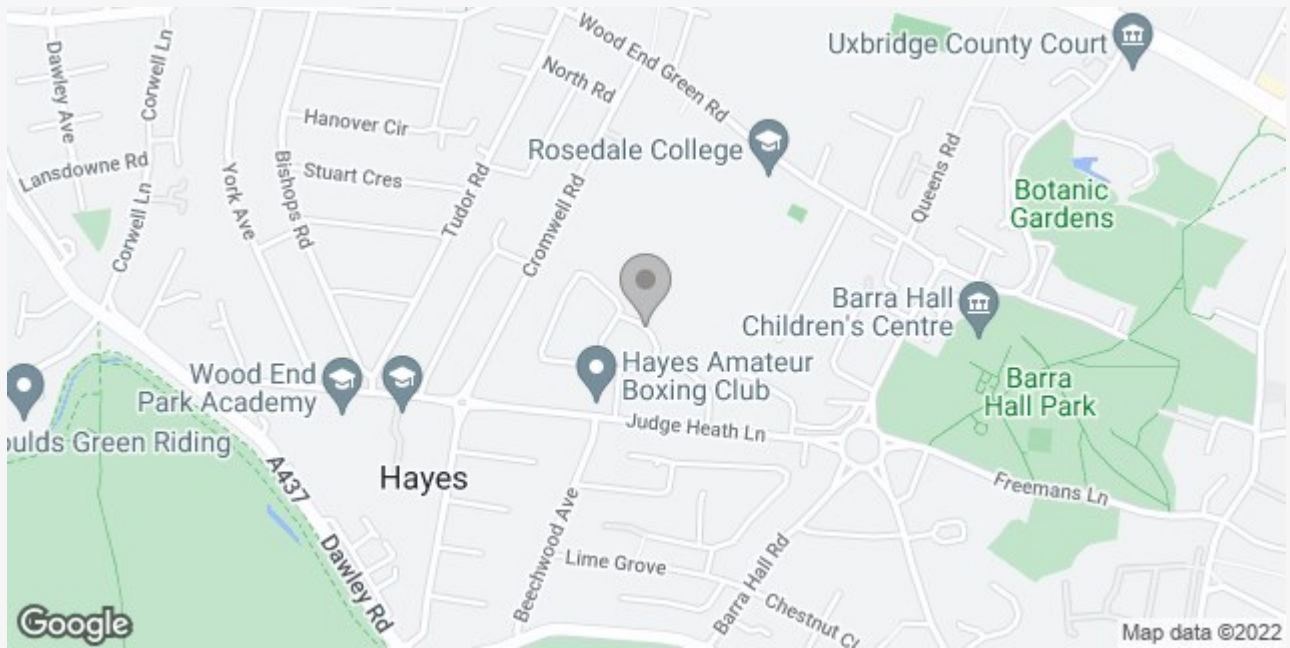 Wood End Green Rd
Uxbridge County Court
Dawley Ave
Corwell Ln
North Rd
Hanover Cir
Rosedale College
Lansdowne Rd
Stuart Cres
York Ave
Bishops Rd
Tudor Rd
Cromwell Rd
Queens Rd
Botanic
Gardens
Corwell Ln
Barra Hall
Children's Centre
Wood End
Park Academy
Hayes Amateur
Boxing Club
Barra
Hall Park
oulds Green Riding
Judge Heath Ln
A437
Hayes
Freemans Ln
Dawley Rd
Beechwood Ave
Lime Grove
Barra Hall Rd
Chestnut Cl
Google
Map data ©2022